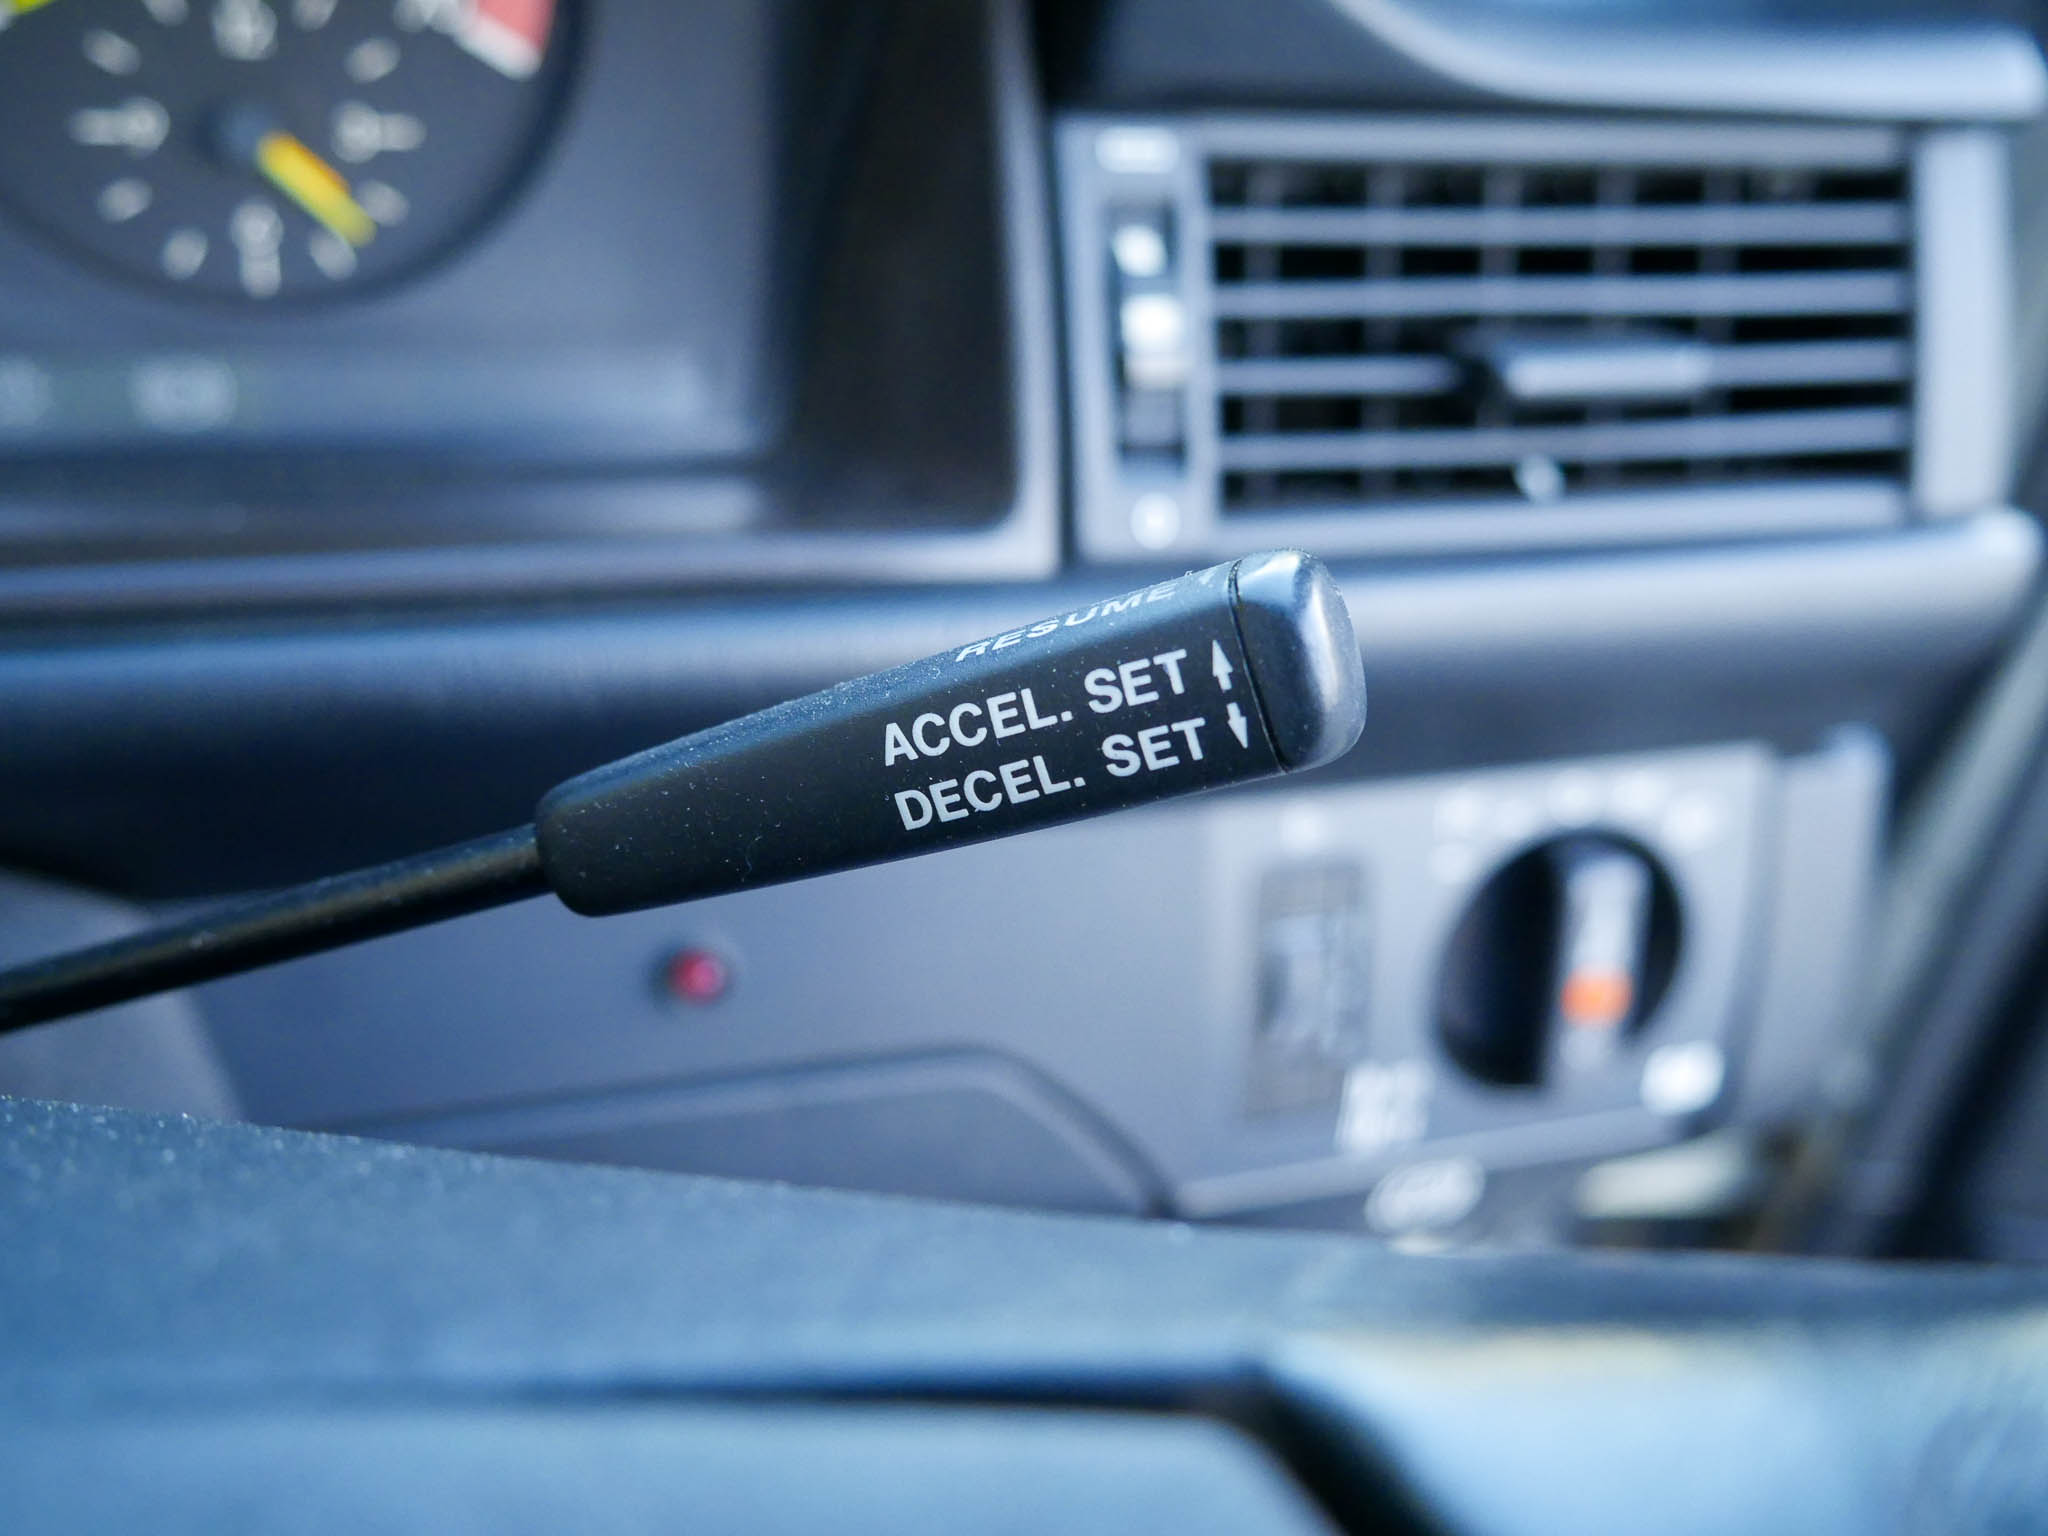 RESUME
ACCEL. SET ↑
DECEL. SET ↓